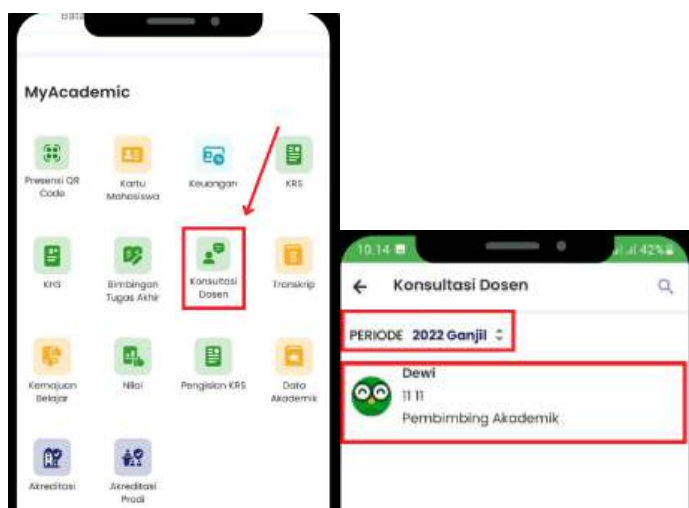 MyAcademic
Presensi QR
Code
Kartu
Mahasiswa
Keuangan
KRS
KHS
Bimbingan
Tugas Akhir
Konsultasi
Dosen
Transkrip
Kemajuan
Belajar
Nilai
Pengisian KRS
Data
Akademik
Akreditasi
Akreditasi
Prodi
10.14
42%
Konsultasi Dosen
PERIODE 2022 Ganjil
Dewi
11 11
Pembimbing Akademik